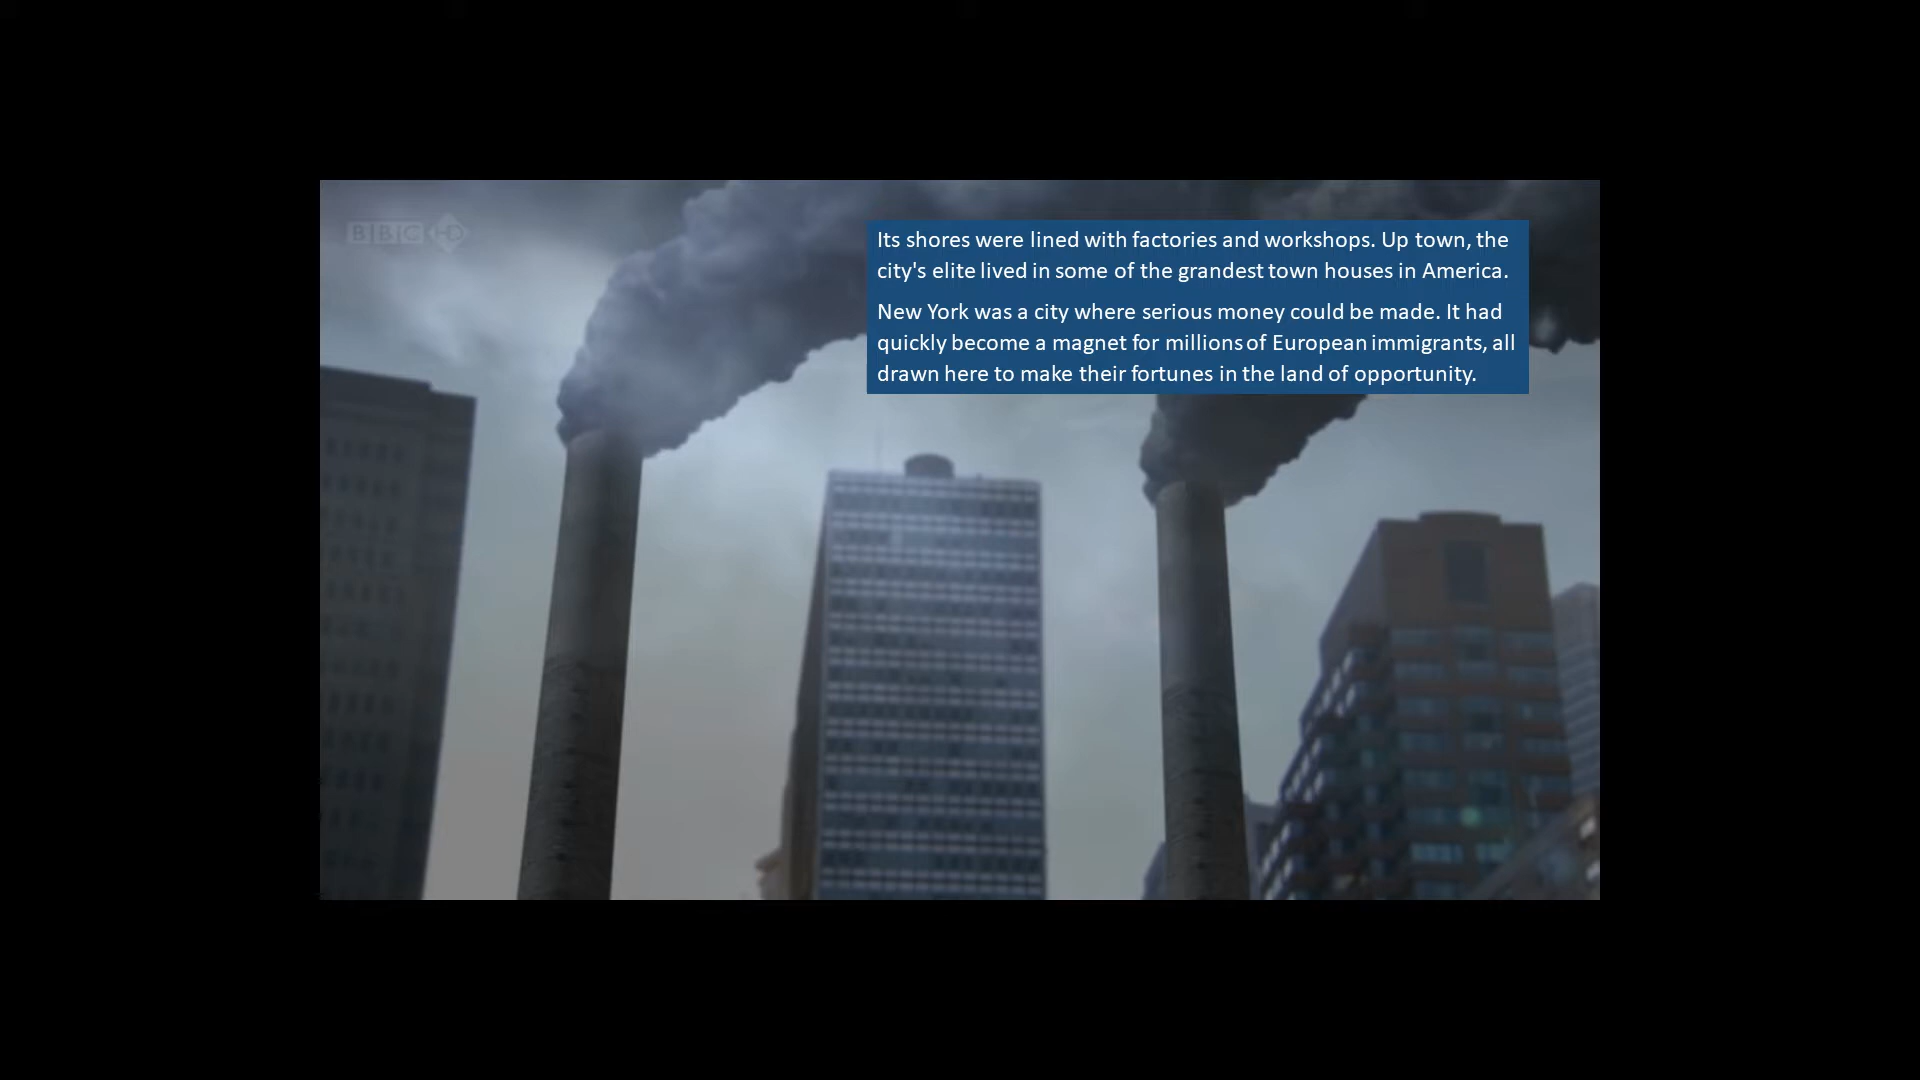 BBC HD
Its shores were lined with factories and workshops. Up town, the
city's elite lived in some of the grandest town houses in America.
New York was a city where serious money could be made. It had
quickly become a magnet for millions of European immigrants, all
drawn here to make their fortunes in the land of opportunity.